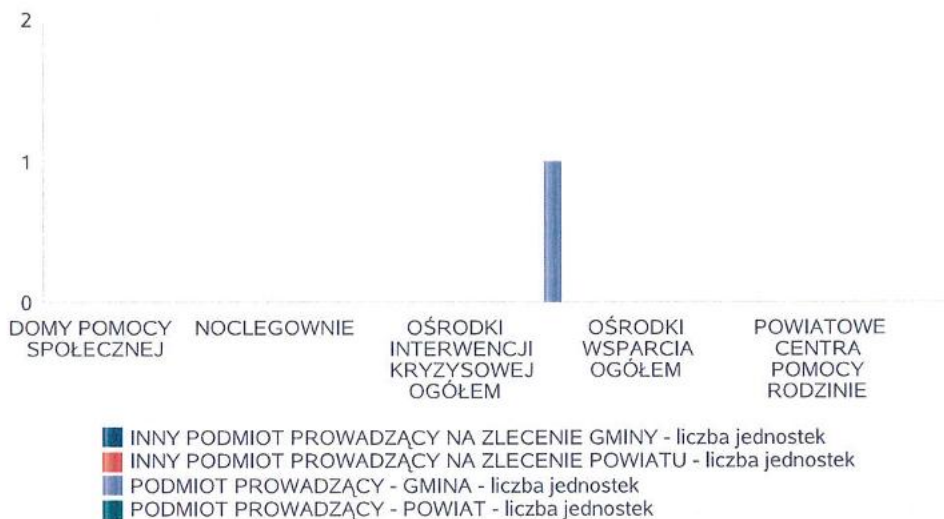 2
1
0
DOMY POMOCY
SPOŁECZNEJ
NOCLEGOWNIE
OŚRODKI
INTERWENCJI
KRYZYSOWEJ
OGÓŁEM
OŚRODKI
WSPARCIA
OGÓŁEM
POWIATOWE
CENTRA
POMOCY
RODZINIE
INNY PODMIOT PROWADZĄCY NA ZLECENIE GMINY - liczba jednostek
INNY PODMIOT PROWADZĄCY NA ZLECENIE POWIATU - liczba jednostek
PODMIOT PROWADZĄCY - GMINA - liczba jednostek
PODMIOT PROWADZĄCY - POWIAT - liczba jednostek